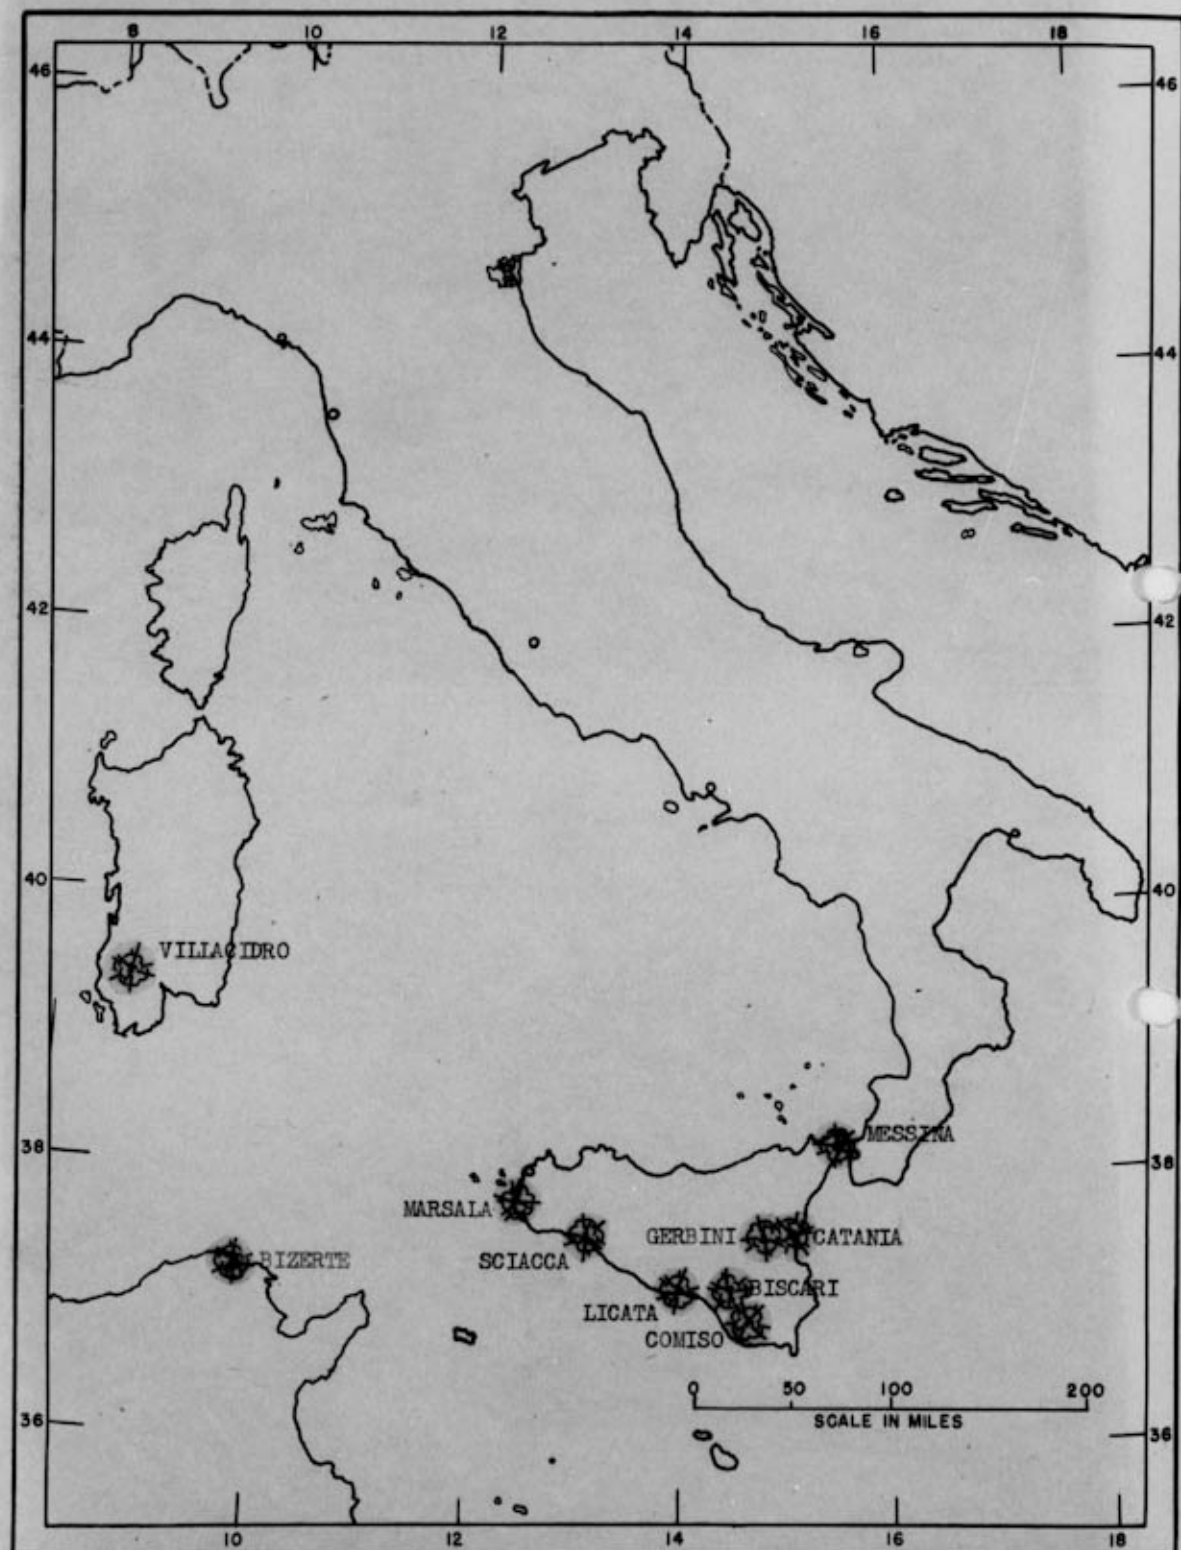 8 10 12 14 16 18
46 46
44 44
42 42
40 40
VILLACIDRO
MESSINA
38 38
MARSALA
GERBINI CATANIA
SCIACCA
BIZERTE
BISCARI
LICATA
COMISO
0 50 100 200
SCALE IN MILES
36 36
10 12 14 16 18